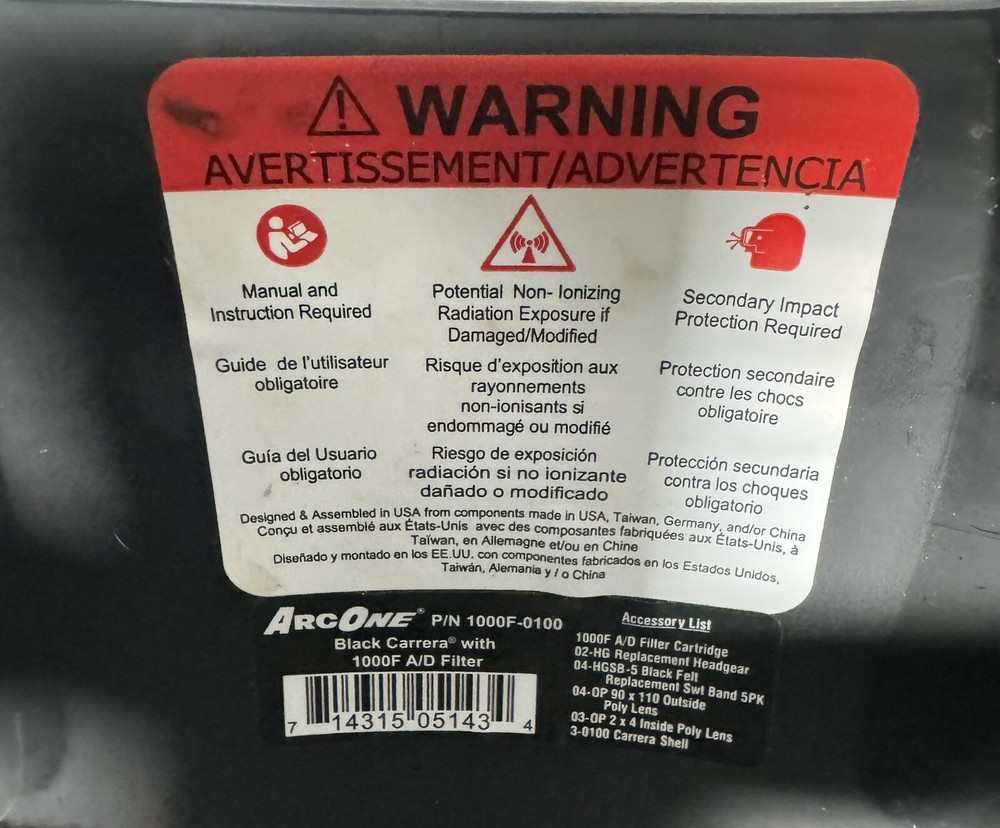 WARNING
AVERTISSEMENT/ADVERTENÇIA
Manual and
Instruction Required
Guide de l'utilisateur
obligatoire
Guía del Usuario
obligatorio
Potential Non- Ionizing
Radiation Exposure if
Damaged/Modified
Risque d'exposition aux
rayonnements
non-ionisants si
endommagé ou modifié
Riesgo de exposición
radiación si no ionizante
dañado o modificado
Secondary Impact
Protection Required
Protection secondaire
contre les chocs
obligatoire
Protección secundaria
contra los choques
obligatorio
Designed & Assembled in USA from components made in USA, Taiwan, Germany, and/or China
Conçu et assemblé aux États-Unis avec des composantes fabriquées aux États-Unis, à
Taïwan, en Allemagne et/ou en Chine
Diseñado y montado en los EE.UU. con componentes fabricados en los Estados Unidos,
Taiwán, Alemania y / o China
ARCONE® P/N 1000F-0100
Black Carrera® with
1000F A/D Filter
7 14315 05143 4
Accessory List
1000F A/D Filter Cartridge
02-HG Replacement Headgear
04-HGSB-5 Black Felt
Replacement Swt Band 5PK
04-OP 90 x 110 Outside
Poly Lens
03-OP 2 x 4 Inside Poly Lens
3-0100 Carrera Shell